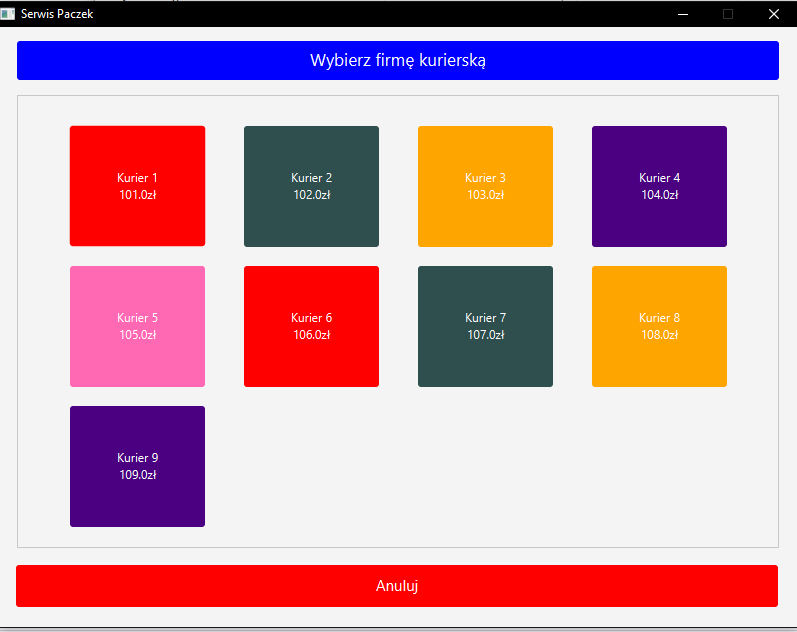 Serwis Paczek
Wybierz firmę kurierską
Kurier 1
101.0zł
Kurier 2
102.0zł
Kurier 3
103.0zł
Kurier 4
104.0zł
Kurier 5
105.0zł
Kurier 6
106.0zł
Kurier 7
107.0zł
Kurier 8
108.0zł
Kurier 9
109.0zł
Anuluj